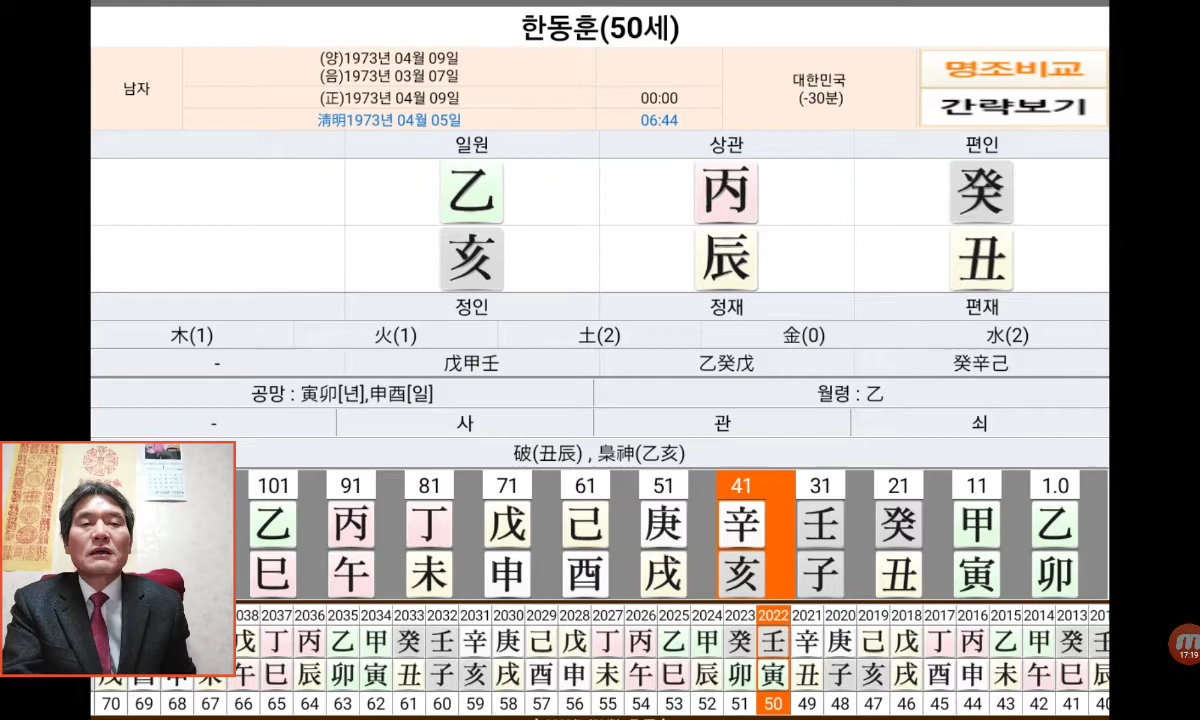 한동훈(50세)
남자
(양)1973년 04월 09일
(음)1973년 03월 07일
(正)1973년 04월 09일 00:00
淸明1973년 04월 05일 06:44
대한민국
(-30분)
명조비교
간략보기
일원 상관 편인
乙 丙 癸
亥 辰 丑
정인 정재 편재
木(1) 火(1) 土(2) 金(0) 水(2)
- 戊甲壬 乙癸戊 癸辛己
공망 : 寅卯[년],申酉[일] 월령 : 乙
- 사 관 쇠
破(丑辰) , 梟神(乙亥)
101 91 81 71 61 51 41 31 21 11 1.0
乙 丙 丁 戊 己 庚 辛 壬 癸 甲 乙
巳 午 未 申 酉 戌 亥 子 丑 寅 卯
038 2037 2036 2035 2034 2033 2032 2031 2030 2029 2028 2027 2026 2025 2024 2023 2022 2021 2020 2019 2018 2017 2016 2015 2014 2013 201
戊 丁 丙 乙 甲 癸 壬 辛 庚 己 戊 丁 丙 乙 甲 癸 壬 辛 庚 己 戊 丁 丙 乙 甲 癸 壬
午 巳 辰 卯 寅 丑 子 亥 戌 酉 申 未 午 巳 辰 卯 寅 丑 子 亥 戌 酉 申 未 午 巳 辰
70 69 68 67 66 65 64 63 62 61 60 59 58 57 56 55 54 53 52 51 50 49 48 47 46 45 44 43 42 41 40
17:19